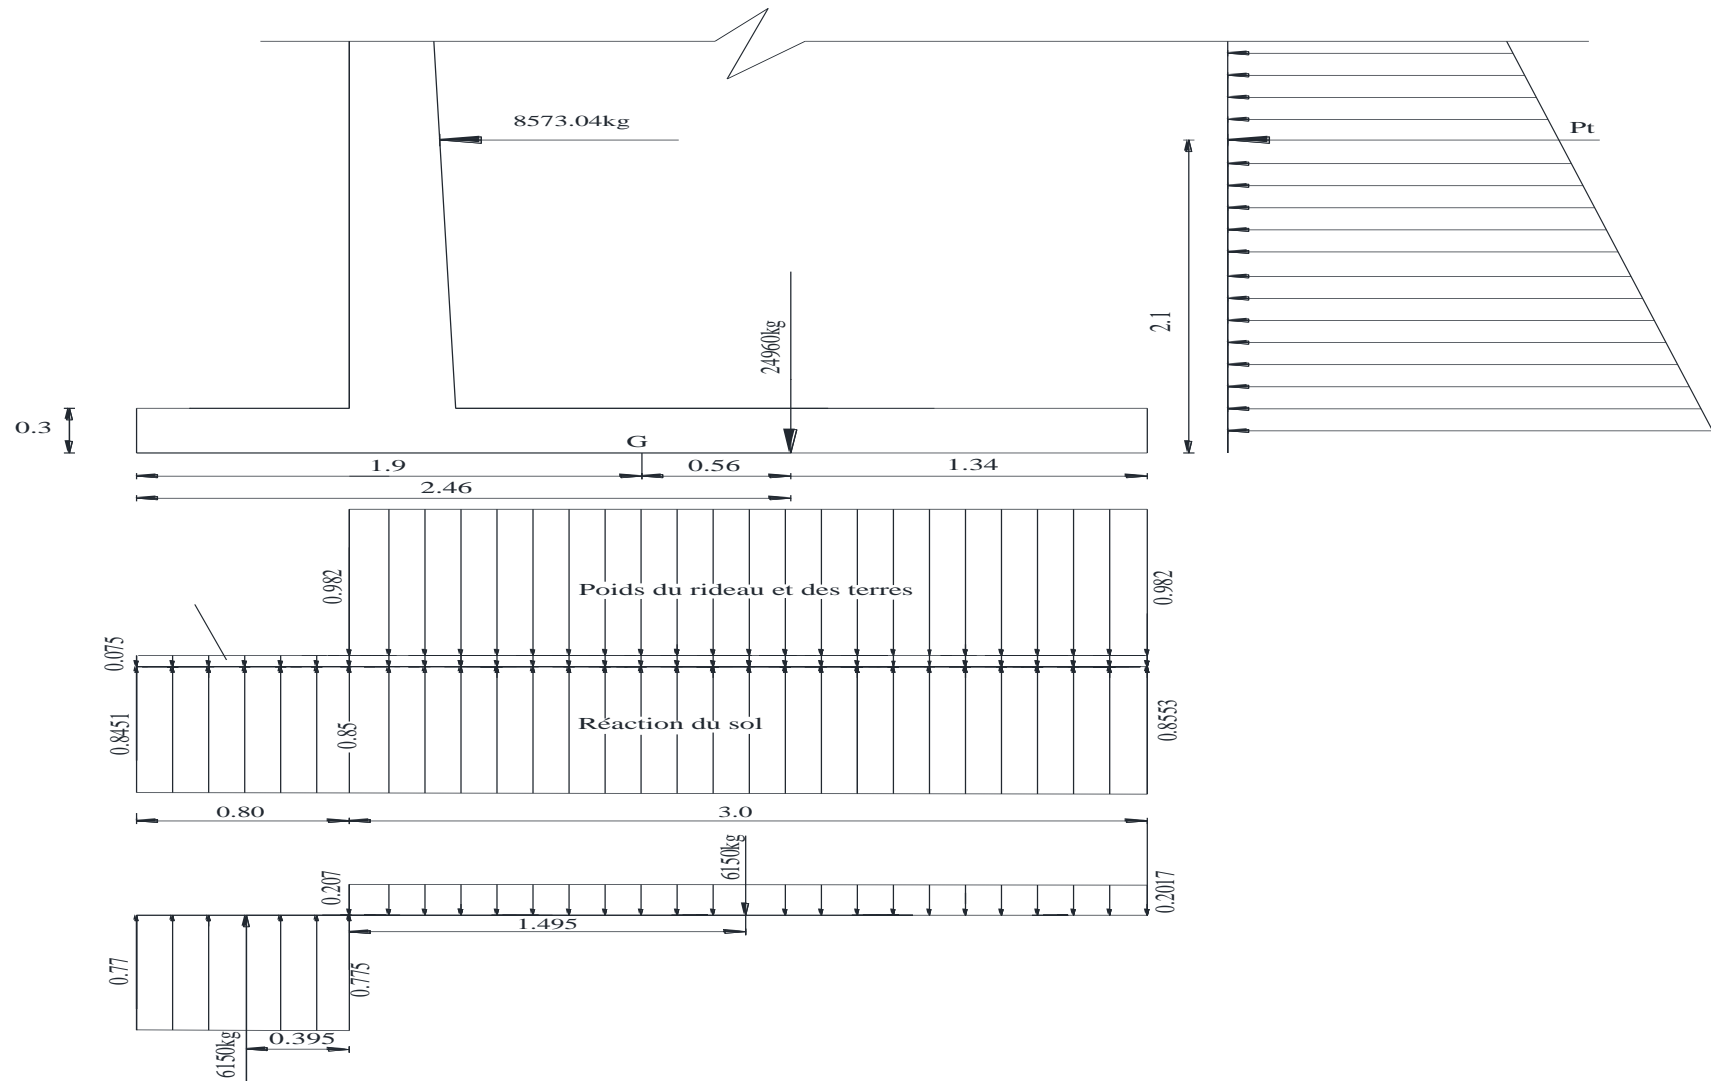 8573.04kg
Pt
2.1
24960kg
0.3
G
1.9
0.56
1.34
2.46
0.982
Poids du rideau et des terres
0.982
0.075
0.8451
0.85
Réaction du sol
0.8553
0.80
3.0
6150kg
0.207
0.2017
1.495
0.77
0.775
0.395
6150kg